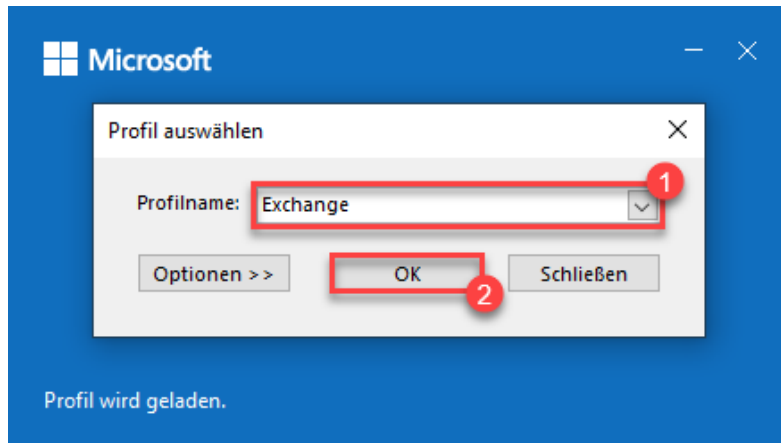 Microsoft
Profil auswählen
1
Profilname: Exchange
Optionen >> OK Schließen
2
Profil wird geladen.